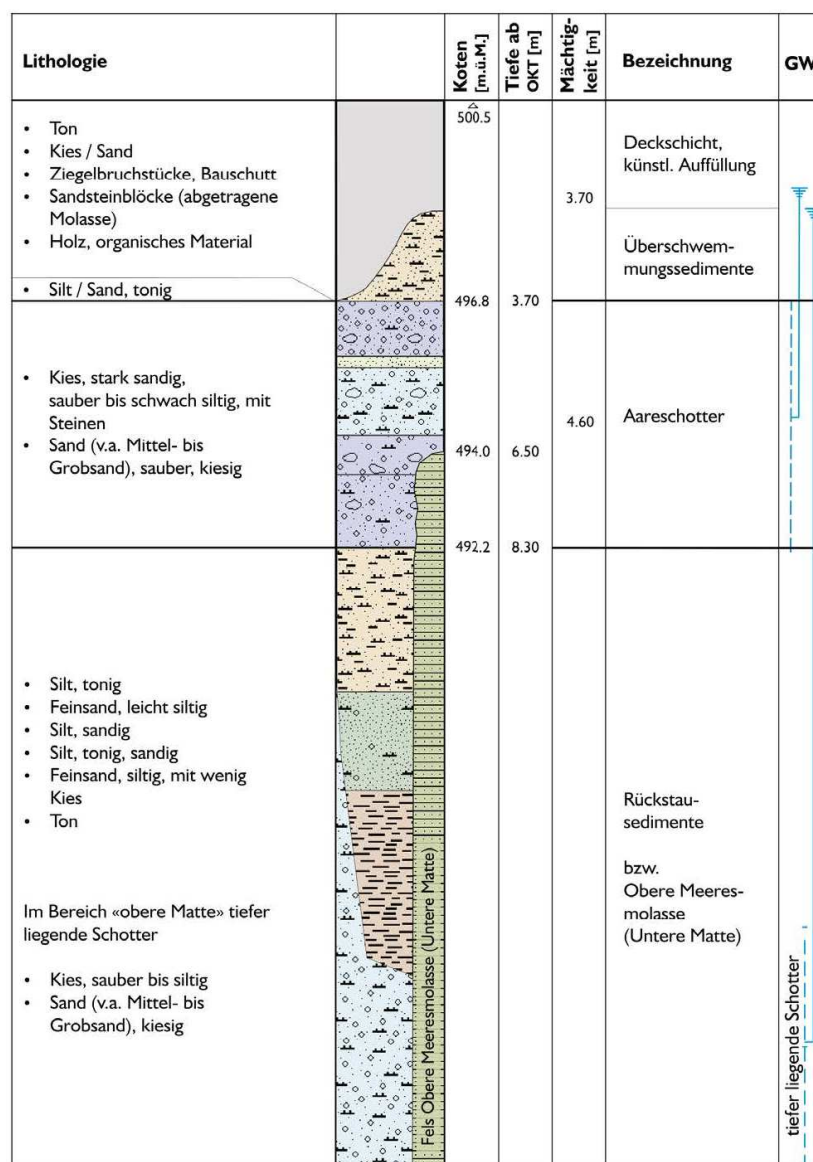 Lithologie
Koten
[m.ü.M.]
Tiefe ab
OKT [m]
Mächtig-
keit [m]
Bezeichnung
GW
• Ton
• Kies / Sand
• Ziegelbruchstücke, Bauschutt
• Sandsteinblöcke (abgetragene
Molasse)
• Holz, organisches Material
• Silt / Sand, tonig
500.5
3.70
Deckschicht,
künstl. Auffüllung
Überschwem-
mungssedimente
496.8
3.70
• Kies, stark sandig,
sauber bis schwach siltig, mit
Steinen
• Sand (v.a. Mittel- bis
Grobsand), sauber, kiesig
4.60
Aareschotter
494.0
6.50
492.2
8.30
• Silt, tonig
• Feinsand, leicht siltig
• Silt, sandig
• Silt, tonig, sandig
• Feinsand, siltig, mit wenig
Kies
• Ton
Im Bereich «obere Matte» tiefer
liegende Schotter
• Kies, sauber bis siltig
• Sand (v.a. Mittel- bis
Grobsand), kiesig
Fels Obere Meeresmolasse (Untere Matte)
Rückstau-
sedimente
bzw.
Obere Meeres-
molasse
(Untere Matte)
tiefer liegende Schotter